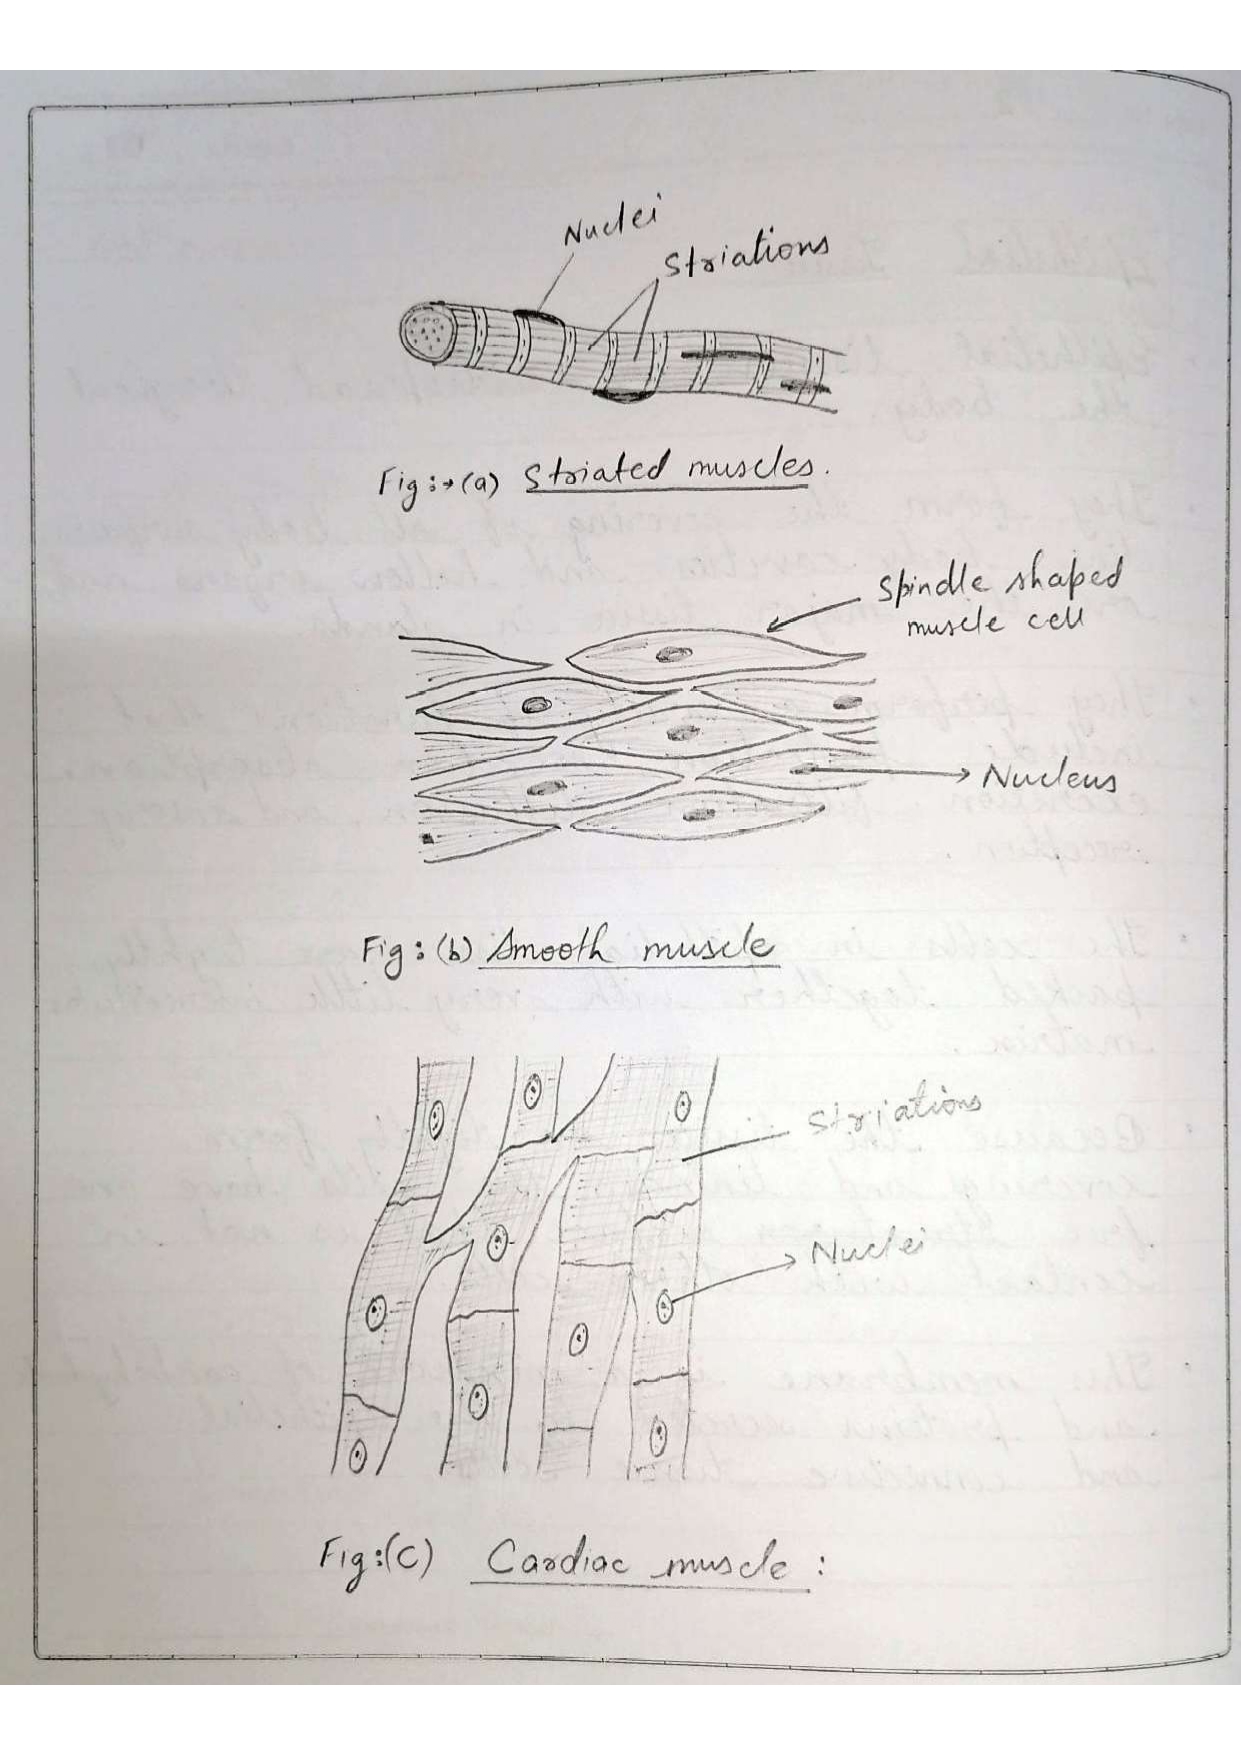 Nuclei
Striations
Fig:→(a) Striated muscles.
Spindle shaped
muscle cell
Nucleus
Fig:(b) Smooth muscle
Striations
Nuclei
Fig:(C) Cardiac muscle: